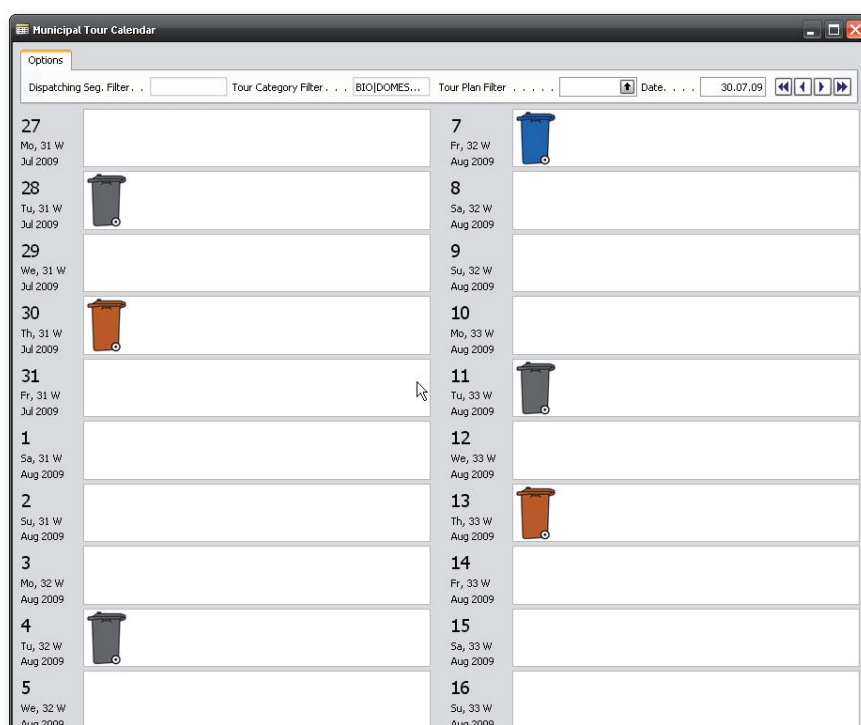 Municipal Tour Calendar
Options
Dispatching Seg. Filter . . Tour Category Filter . . . BIO|DOMES... Tour Plan Filter . . . . . Date. . . . 30.07.09
27
Mo, 31 W
Jul 2009
28
Tu, 31 W
Jul 2009
29
We, 31 W
Jul 2009
30
Th, 31 W
Jul 2009
31
Fr, 31 W
Jul 2009
1
Sa, 31 W
Aug 2009
2
Su, 31 W
Aug 2009
3
Mo, 32 W
Aug 2009
4
Tu, 32 W
Aug 2009
5
We, 32 W
Aug 2009
7
Fr, 32 W
Aug 2009
8
Sa, 32 W
Aug 2009
9
Su, 32 W
Aug 2009
10
Mo, 33 W
Aug 2009
11
Tu, 33 W
Aug 2009
12
We, 33 W
Aug 2009
13
Th, 33 W
Aug 2009
14
Fr, 33 W
Aug 2009
15
Sa, 33 W
Aug 2009
16
Su, 33 W
Aug 2009